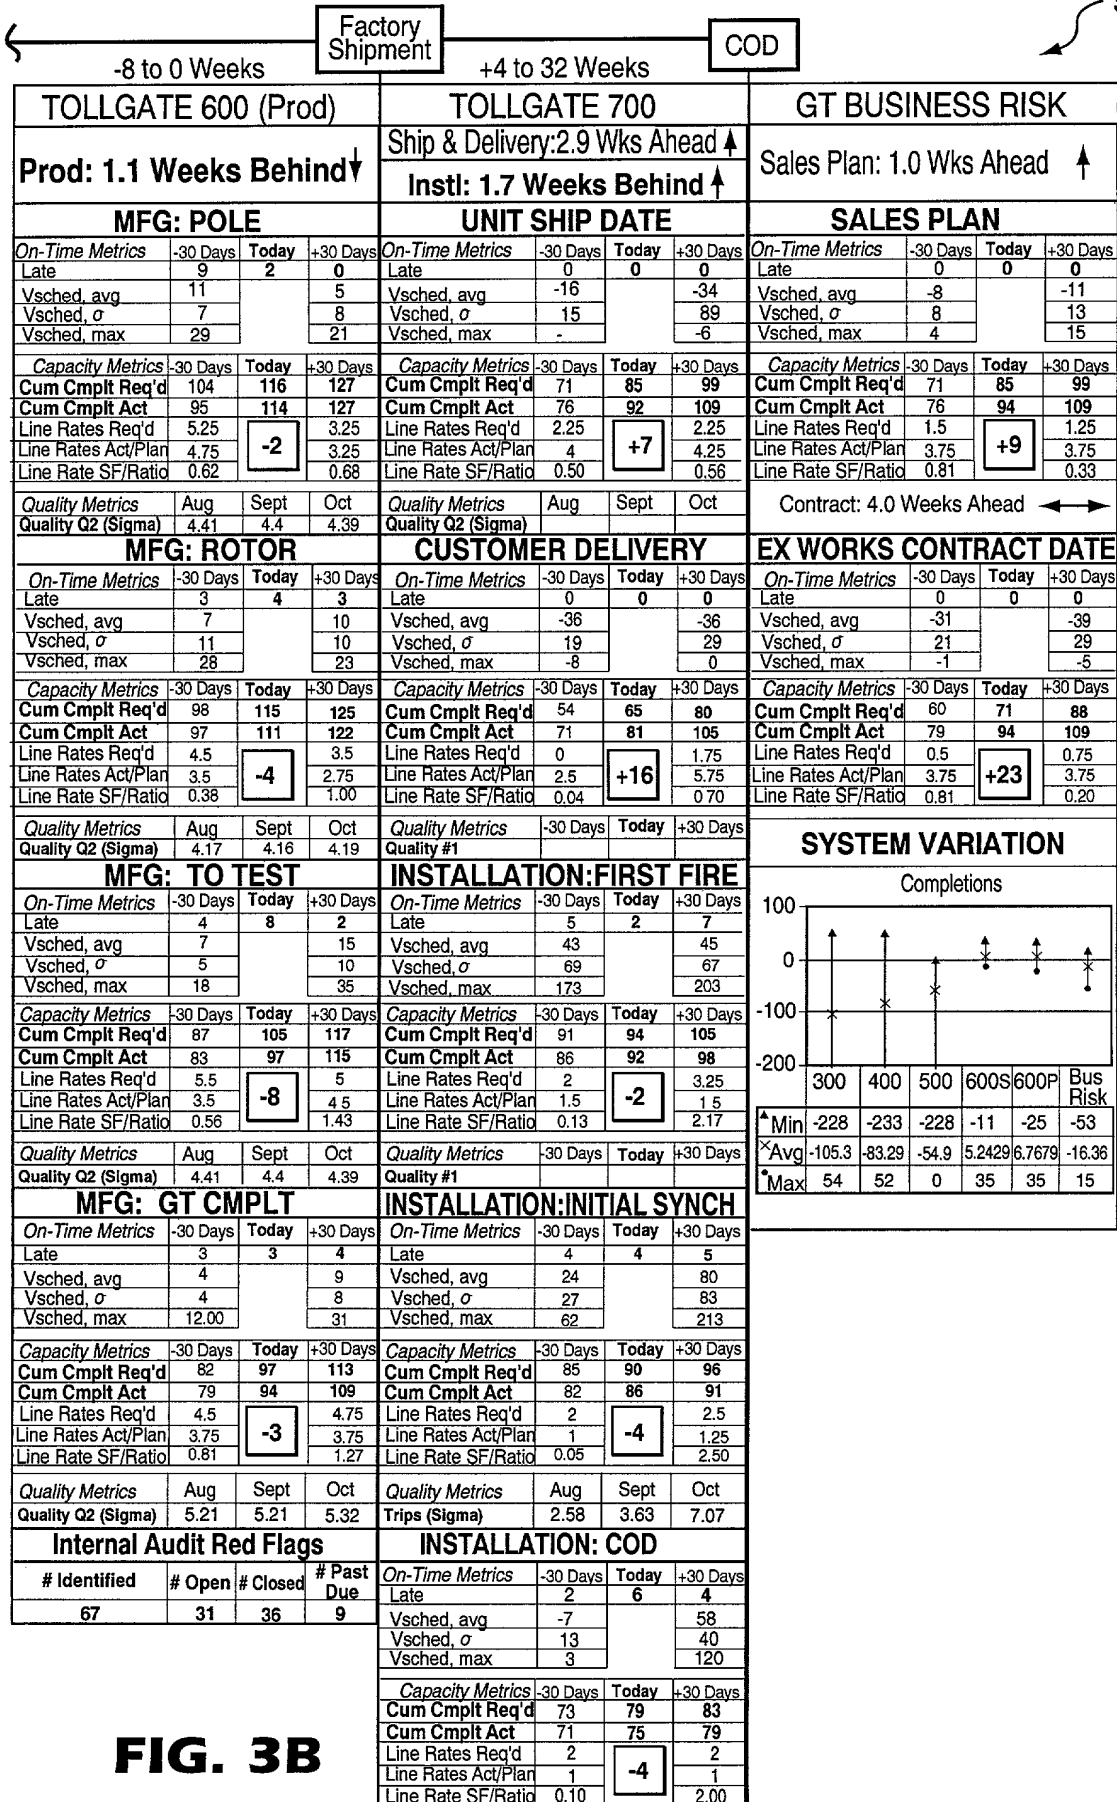 Factory
Shipment
COD
-8 to 0 Weeks
+4 to 32 Weeks
TOLLGATE 600 (Prod)
Prod: 1.1 Weeks Behind
MFG: POLE
On-Time Metrics -30 Days Today +30 Days
Late 9 2 0
Vsched, avg 11 5
Vsched, σ 7 8
Vsched, max 29 21
Capacity Metrics -30 Days Today +30 Days
Cum Cmplt Req'd 104 116 127
Cum Cmplt Act 95 114 127
Line Rates Req'd 5.25 3.25
Line Rates Act/Plan 4.75 -2 3.25
Line Rate SF/Ratio 0.62 0.68
Quality Metrics Aug Sept Oct
Quality Q2 (Sigma) 4.41 4.4 4.39
MFG: ROTOR
On-Time Metrics -30 Days Today +30 Days
Late 3 4 3
Vsched, avg 7 10
Vsched, σ 11 10
Vsched, max 28 23
Capacity Metrics -30 Days Today +30 Days
Cum Cmplt Req'd 98 115 125
Cum Cmplt Act 97 111 122
Line Rates Req'd 4.5 3.5
Line Rates Act/Plan 3.5 -4 2.75
Line Rate SF/Ratio 0.38 1.00
Quality Metrics Aug Sept Oct
Quality Q2 (Sigma) 4.17 4.16 4.19
MFG: TO TEST
On-Time Metrics -30 Days Today +30 Days
Late 4 8 2
Vsched, avg 7 15
Vsched, σ 5 10
Vsched, max 18 35
Capacity Metrics -30 Days Today +30 Days
Cum Cmplt Req'd 87 105 117
Cum Cmplt Act 83 97 115
Line Rates Req'd 5.5 5
Line Rates Act/Plan 3.5 -8 4 5
Line Rate SF/Ratio 0.56 1.43
Quality Metrics Aug Sept Oct
Quality Q2 (Sigma) 4.41 4.4 4.39
MFG: GT CMPLT
On-Time Metrics -30 Days Today +30 Days
Late 3 3 4
Vsched, avg 4 9
Vsched, σ 4 8
Vsched, max 12.00 31
Capacity Metrics -30 Days Today +30 Days
Cum Cmplt Req'd 82 97 113
Cum Cmplt Act 79 94 109
Line Rates Req'd 4.5 4.75
Line Rates Act/Plan 3.75 -3 3.75
Line Rate SF/Ratio 0.81 1.27
Quality Metrics Aug Sept Oct
Quality Q2 (Sigma) 5.21 5.21 5.32
Internal Audit Red Flags
# Identified # Open # Closed # Past Due
67 31 36 9
TOLLGATE 700
Ship & Delivery:2.9 Wks Ahead
Instl: 1.7 Weeks Behind
UNIT SHIP DATE
On-Time Metrics -30 Days Today +30 Days
Late 0 0 0
Vsched, avg -16 -34
Vsched, σ 15 89
Vsched, max - -6
Capacity Metrics -30 Days Today +30 Days
Cum Cmplt Req'd 71 85 99
Cum Cmplt Act 76 92 109
Line Rates Req'd 2.25 2.25
Line Rates Act/Plan 4 +7 4.25
Line Rate SF/Ratio 0.50 0.56
Quality Metrics Aug Sept Oct
Quality Q2 (Sigma)
CUSTOMER DELIVERY
On-Time Metrics -30 Days Today +30 Days
Late 0 0 0
Vsched, avg -36 -36
Vsched, σ 19 29
Vsched, max -8 0
Capacity Metrics -30 Days Today +30 Days
Cum Cmplt Req'd 54 65 80
Cum Cmplt Act 71 81 105
Line Rates Req'd 0 1.75
Line Rates Act/Plan 2.5 +16 5.75
Line Rate SF/Ratio 0.04 0 70
Quality Metrics -30 Days Today +30 Days
Quality #1
INSTALLATION:FIRST FIRE
On-Time Metrics -30 Days Today +30 Days
Late 5 2 7
Vsched, avg 43 45
Vsched, σ 69 67
Vsched, max 173 203
Capacity Metrics -30 Days Today +30 Days
Cum Cmplt Req'd 91 94 105
Cum Cmplt Act 86 92 98
Line Rates Req'd 2 3.25
Line Rates Act/Plan 1.5 -2 1 5
Line Rate SF/Ratio 0.13 2.17
Quality Metrics -30 Days Today +30 Days
Quality #1
INSTALLATION:INITIAL SYNCH
On-Time Metrics -30 Days Today +30 Days
Late 4 4 5
Vsched, avg 24 80
Vsched, σ 27 83
Vsched, max 62 213
Capacity Metrics -30 Days Today +30 Days
Cum Cmplt Req'd 85 90 96
Cum Cmplt Act 82 86 91
Line Rates Req'd 2 2.5
Line Rates Act/Plan 1 -4 1.25
Line Rate SF/Ratio 0.05 2.50
Quality Metrics Aug Sept Oct
Trips (Sigma) 2.58 3.63 7.07
INSTALLATION: COD
On-Time Metrics -30 Days Today +30 Days
Late 2 6 4
Vsched, avg -7 58
Vsched, σ 13 40
Vsched, max 3 120
Capacity Metrics -30 Days Today +30 Days
Cum Cmplt Req'd 73 79 83
Cum Cmplt Act 71 75 79
Line Rates Req'd 2 2
Line Rates Act/Plan 1 -4 1
Line Rate SF/Ratio 0.10 2.00
GT BUSINESS RISK
Sales Plan: 1.0 Wks Ahead
SALES PLAN
On-Time Metrics -30 Days Today +30 Days
Late 0 0 0
Vsched, avg -8 -11
Vsched, σ 8 13
Vsched, max 4 15
Capacity Metrics -30 Days Today +30 Days
Cum Cmplt Req'd 71 85 99
Cum Cmplt Act 76 94 109
Line Rates Req'd 1.5 1.25
Line Rates Act/Plan 3.75 +9 3.75
Line Rate SF/Ratio 0.81 0.33
Contract: 4.0 Weeks Ahead
EX WORKS CONTRACT DATE
On-Time Metrics -30 Days Today +30 Days
Late 0 0 0
Vsched, avg -31 -39
Vsched, σ 21 29
Vsched, max -1 -5
Capacity Metrics -30 Days Today +30 Days
Cum Cmplt Req'd 60 71 88
Cum Cmplt Act 79 94 109
Line Rates Req'd 0.5 0.75
Line Rates Act/Plan 3.75 +23 3.75
Line Rate SF/Ratio 0.81 0.20
SYSTEM VARIATION
Completions
100
0
-100
-200
300 400 500 600S 600P Bus Risk
Min -228 -233 -228 -11 -25 -53
Avg -105.3 -83.29 -54.9 5.2429 6.7679 -16.36
Max 54 52 0 35 35 15
FIG. 3B